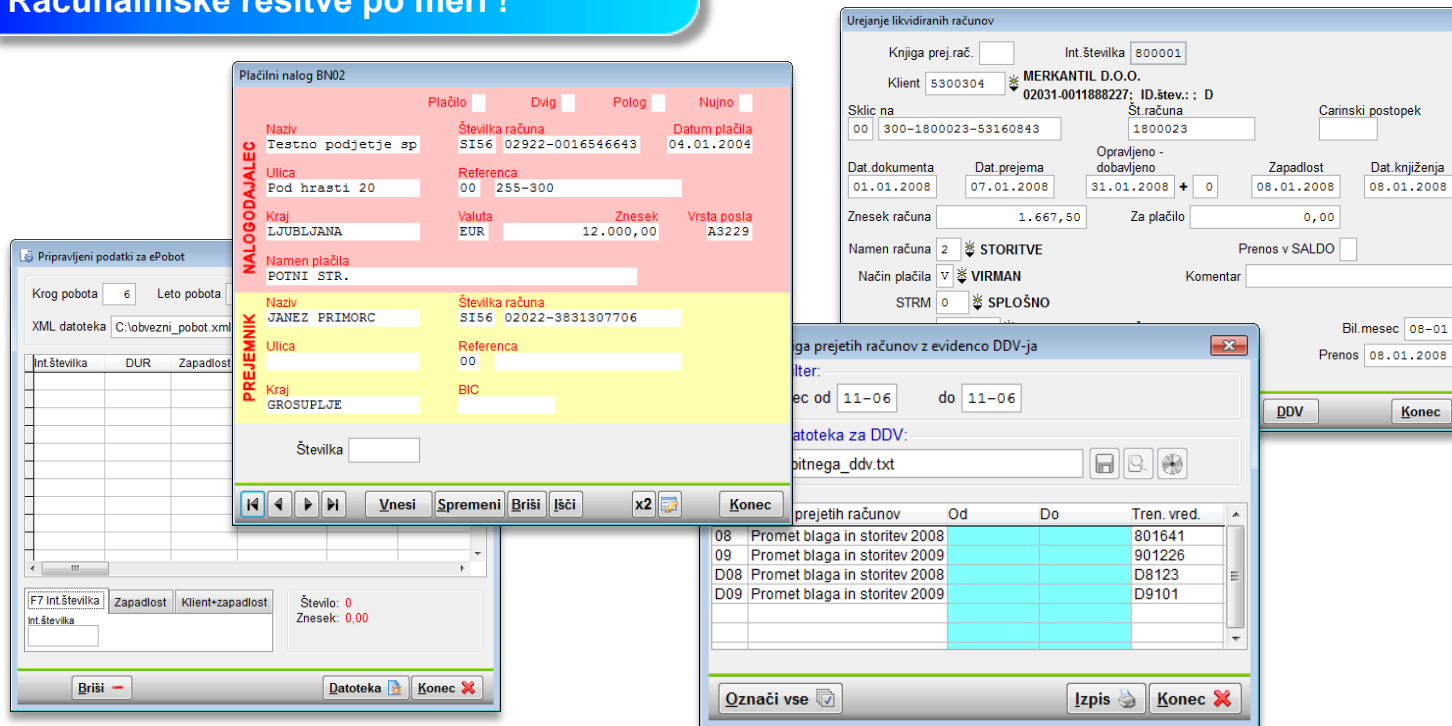 Računalniške rešitve po meri !
Plačilni nalog BN02
Plačilo Dvig Polog Nujno
NALOGODAJALEC
Naziv Številka računa Datum plačila
Testno podjetje sp SI56 02922-0016546643 04.01.2004
Ulica Referenca
Pod hrasti 20 00 255-300
Kraj Valuta Znesek Vrsta posla
LJUBLJANA EUR 12.000,00 A3229
Namen plačila
POTNI STR.
PREJEMNIK
Naziv Številka računa
JANEZ PRIMORC SI56 02022-3831307706
Ulica Referenca
00
Kraj BIC
GROSUPLJE
Številka
Vnesi Spremeni Briši Išči x2 Konec
Urejanje likvidiranih računov
Knjiga prej.rač. Int.številka 800001
Klient 5300304 MERKANTIL D.O.O.
02031-0011888227; ID.štev.: ; D
Sklic na Št.računa Carinski postopek
00 300-1800023-53160843 1800023
Opravljeno -
Dat.dokumenta Dat.prejema dobavljeno Zapadlost Dat.knjiženja
01.01.2008 07.01.2008 31.01.2008 + 0 08.01.2008 08.01.2008
Znesek računa 1.667,50 Za plačilo 0,00
Namen računa 2 STORITVE Prenos v SALDO
Način plačila V VIRMAN Komentar
STRM 0 SPLOŠNO
Bil.mesec 08-01
Prenos 08.01.2008
DDV Konec
Pripravljeni podatki za ePobot
Krog pobota 6 Leto pobota
XML datoteka C:\obvezni_pobot.xml
Int.številka DUR Zapadlost
F7 Int.številka Zapadlost Klient+zapadlost
Int.številka
Število: 0
Znesek: 0,00
Briši Datoteka Konec
iga prejetih računov z evidenco DDV-ja
lter:
ec od 11-06 do 11-06
atoteka za DDV:
bitnega_ddv.txt
prejetih računov Od Do Tren. vred.
08 Promet blaga in storitev 2008 801641
09 Promet blaga in storitev 2009 901226
D08 Promet blaga in storitev 2008 D8123
D09 Promet blaga in storitev 2009 D9101
Označi vse Izpis Konec